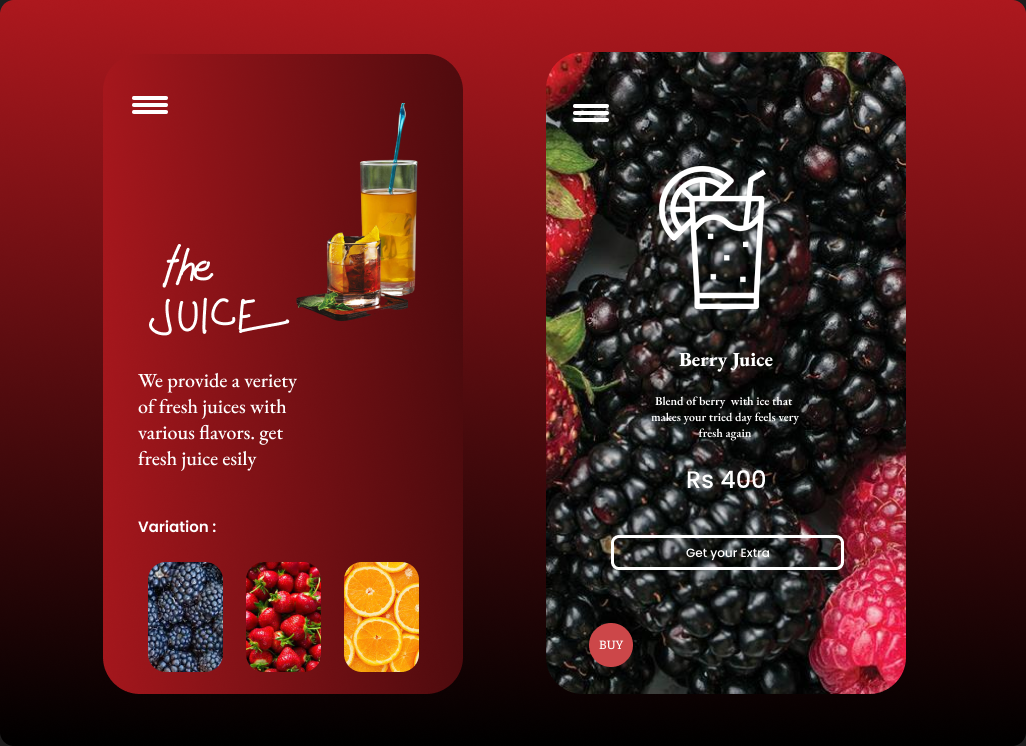 the
JUICE
We provide a veriety
of fresh juices with
various flavors. get
fresh juice esily
Variation :
Berry Juice
Blend of berry  with ice that
makes your tried day feels very
fresh again
Rs 400
Get your Extra
BUY